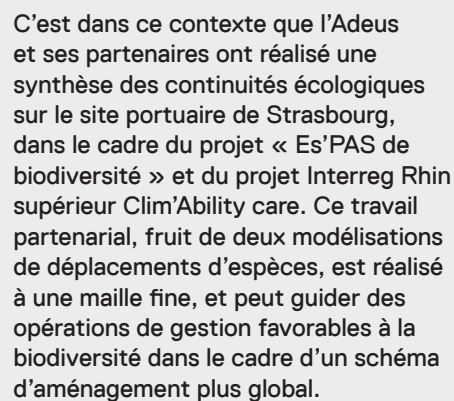 C’est dans ce contexte que l’Adeus
et ses partenaires ont réalisé une
synthèse des continuités écologiques
sur le site portuaire de Strasbourg,
dans le cadre du projet « Es’PAS de
biodiversité » et du projet Interreg Rhin
supérieur Clim’Ability care. Ce travail
partenarial, fruit de deux modélisations
de déplacements d’espèces, est réalisé
à une maille fine, et peut guider des
opérations de gestion favorables à la
biodiversité dans le cadre d’un schéma
d’aménagement plus global.